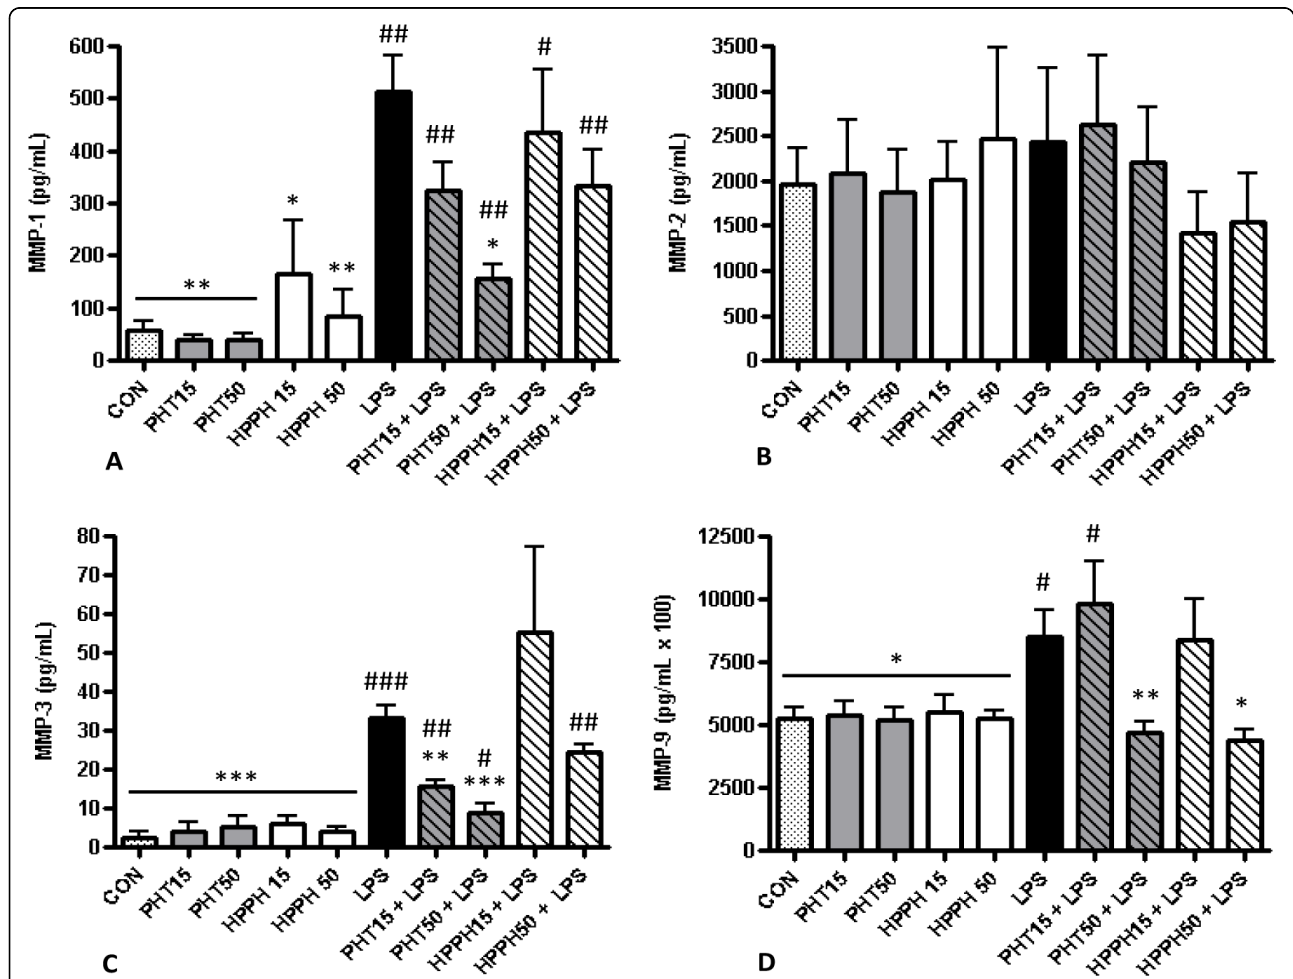 ##
600
500
400
300
200
100
0
MMP-1 (pg/mL)
**
*
**
##
##
*
#
##
CON
PHT15
PHT50
HPPH 15
HPPH 50
LPS
PHT15 + LPS
PHT50 + LPS
HPPH15 + LPS
HPPH50 + LPS
A
3500
3000
2500
2000
1500
1000
500
0
MMP-2 (pg/mL)
CON
PHT15
PHT50
HPPH 15
HPPH 50
LPS
PHT15 + LPS
PHT50 + LPS
HPPH15 + LPS
HPPH50 + LPS
B
80
70
60
50
40
30
20
10
0
MMP-3 (pg/mL)
***
###
##
**
#
***
##
CON
PHT15
PHT50
HPPH 15
HPPH 50
LPS
PHT15 + LPS
PHT50 + LPS
HPPH15 + LPS
HPPH50 + LPS
C
12500
10000
7500
5000
2500
0
MMP-9 (pg/mL x 100)
*
#
#
**
*
CON
PHT15
PHT50
HPPH 15
HPPH 50
LPS
PHT15 + LPS
PHT50 + LPS
HPPH15 + LPS
HPPH50 + LPS
D